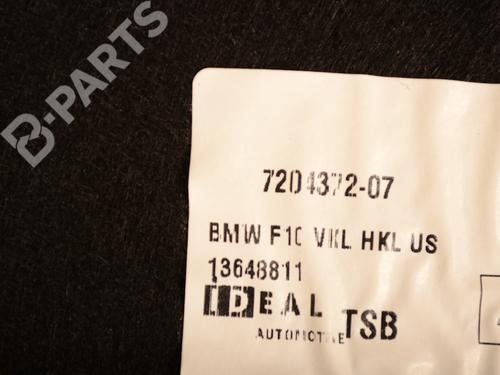 B-PARTS
7204372-07
BMW F10 VKL HKL US
13648811
IDEAL
AUTOMOTIVE TSB